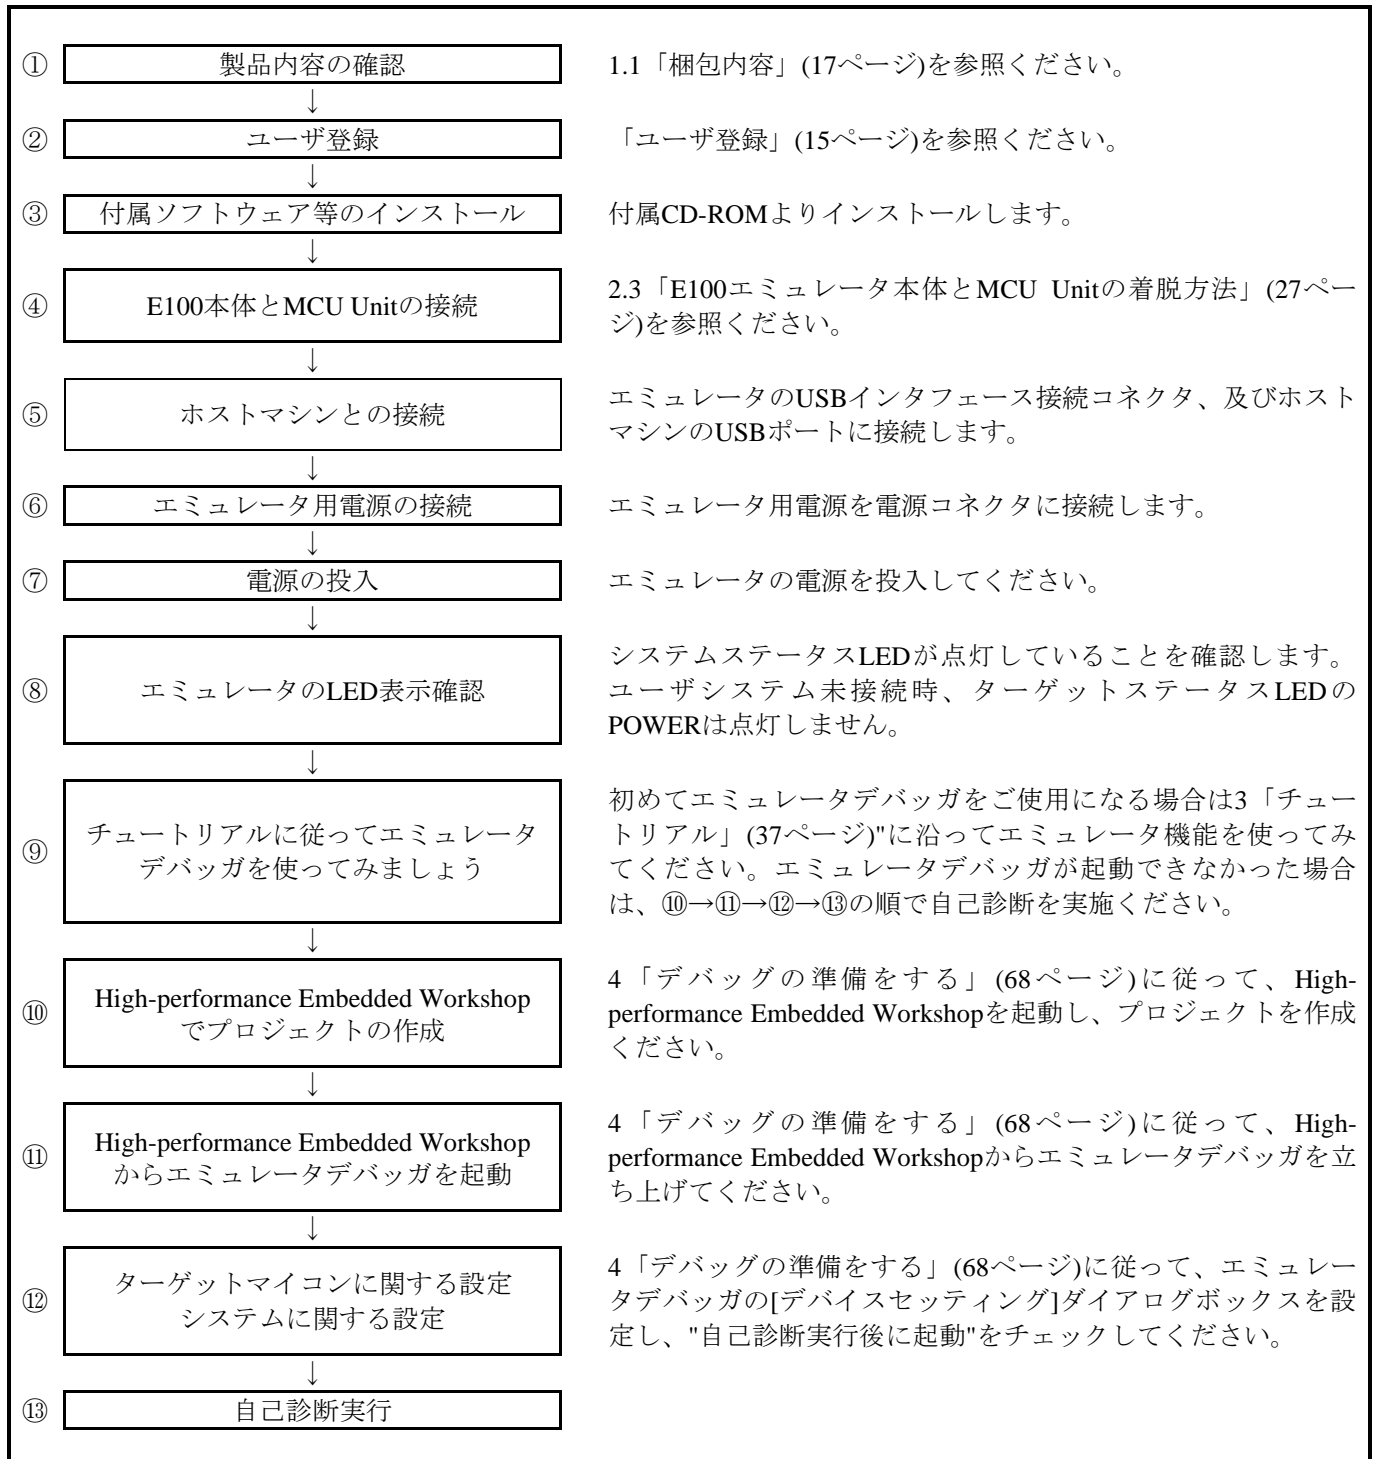 ① 製品内容の確認 1.1「梱包内容」(17ページ)を参照ください。
↓
② ユーザ登録 「ユーザ登録」(15ページ)を参照ください。
↓
③ 付属ソフトウェア等のインストール 付属CD-ROMよりインストールします。
↓
④ E100本体とMCU Unitの接続
2.3「E100エミュレータ本体とMCU Unitの着脱方法」(27ペー
ジ)を参照ください。
↓
⑤ ホストマシンとの接続
エミュレータのUSBインタフェース接続コネクタ、及びホスト
マシンのUSBポートに接続します。
↓
⑥ エミュレータ用電源の接続 エミュレータ用電源を電源コネクタに接続します。
↓
⑦ 電源の投入 エミュレータの電源を投入してください。
↓
⑧ エミュレータのLED表示確認
システムステータスLEDが点灯していることを確認します。
ユーザシステム未接続時、ターゲットステータスLEDの
POWERは点灯しません。
↓
⑨ チュートリアルに従ってエミュレータ
デバッガを使ってみましょう
初めてエミュレータデバッガをご使用になる場合は3「チュー
トリアル」(37ページ)"に沿ってエミュレータ機能を使ってみ
てください。エミュレータデバッガが起動できなかった場合
は、⑩→⑪→⑫→⑬の順で自己診断を実施ください。
↓
⑩ High-performance Embedded Workshop
でプロジェクトの作成
4「デバッグの準備をする」(68ページ)に従って、High-
performance Embedded Workshopを起動し、プロジェクトを作成
ください。
↓
⑪ High-performance Embedded Workshop
からエミュレータデバッガを起動
4「デバッグの準備をする」(68ページ)に従って、High-
performance Embedded Workshopからエミュレータデバッガを立
ち上げてください。
↓
⑫ ターゲットマイコンに関する設定
システムに関する設定
4「デバッグの準備をする」(68ページ)に従って、エミュレー
タデバッガの[デバイスセッティング]ダイアログボックスを設
定し、"自己診断実行後に起動"をチェックしてください。
↓
⑬ 自己診断実行